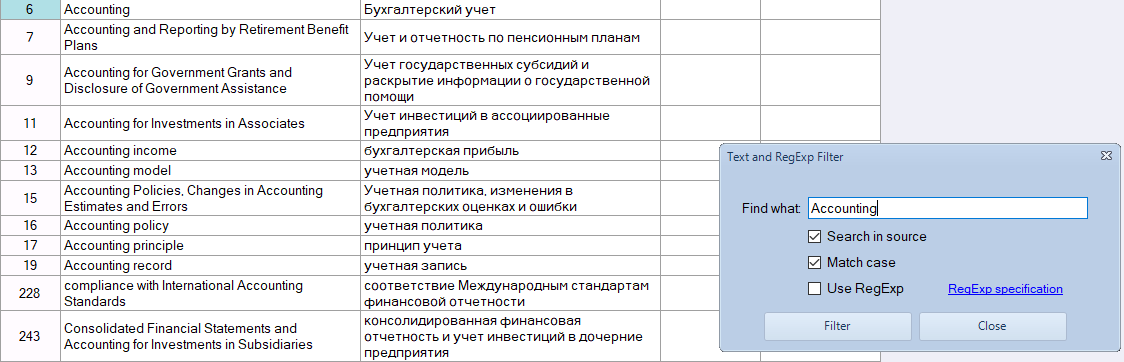 6 Accounting Бухгалтерский учет
7 Accounting and Reporting by Retirement Benefit
Plans
Учет и отчетность по пенсионным планам
9 Accounting for Government Grants and
Disclosure of Government Assistance
Учет государственных субсидий и
раскрытие информации о государственной
помощи
11 Accounting for Investments in Associates
Учет инвестиций в ассоциированные
предприятия
12 Accounting income бухгалтерская прибыль
13 Accounting model учетная модель
15 Accounting Policies, Changes in Accounting
Estimates and Errors
Учетная политика, изменения в
бухгалтерских оценках и ошибки
16 Accounting policy учетная политика
17 Accounting principle принцип учета
19 Accounting record учетная запись
228 compliance with International Accounting
Standards
соответствие Международным стандартам
финансовой отчетности
243 Consolidated Financial Statements and
Accounting for Investments in Subsidiaries
консолидированная финансовая
отчетность и учет инвестиций в дочерние
предприятия
Text and RegExp Filter
Find what: Accounting
Search in source
Match case
Use RegExp RegExp specification
Filter Close